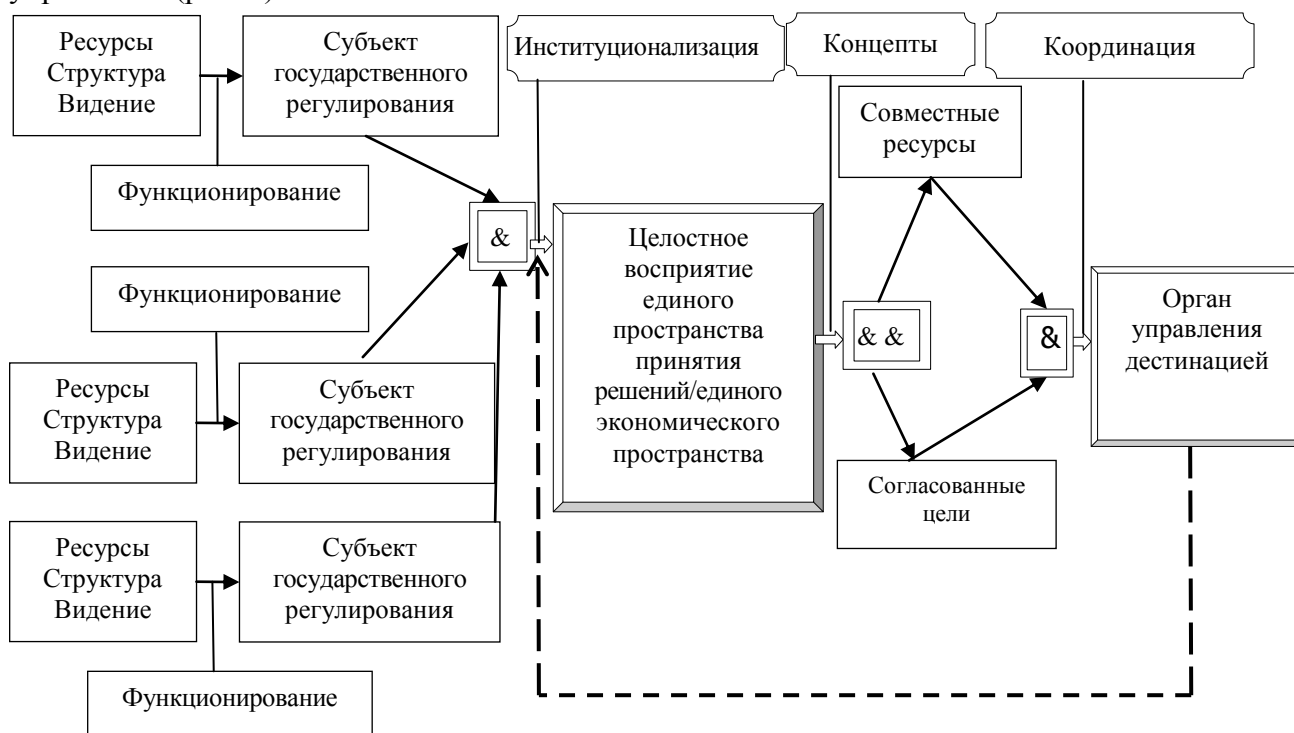 Ресурсы
Структура
Видение
Субъект
государственного
регулирования
Институционализация
Концепты
Координация
Функционирование
Совместные
ресурсы
&
Целостное
восприятие
единого
пространства
принятия
решений/единого
экономического
пространства
& &
&
Орган
управления
дестинацией
Функционирование
Ресурсы
Структура
Видение
Субъект
государственного
регулирования
Согласованные
цели
Ресурсы
Структура
Видение
Субъект
государственного
регулирования
Функционирование